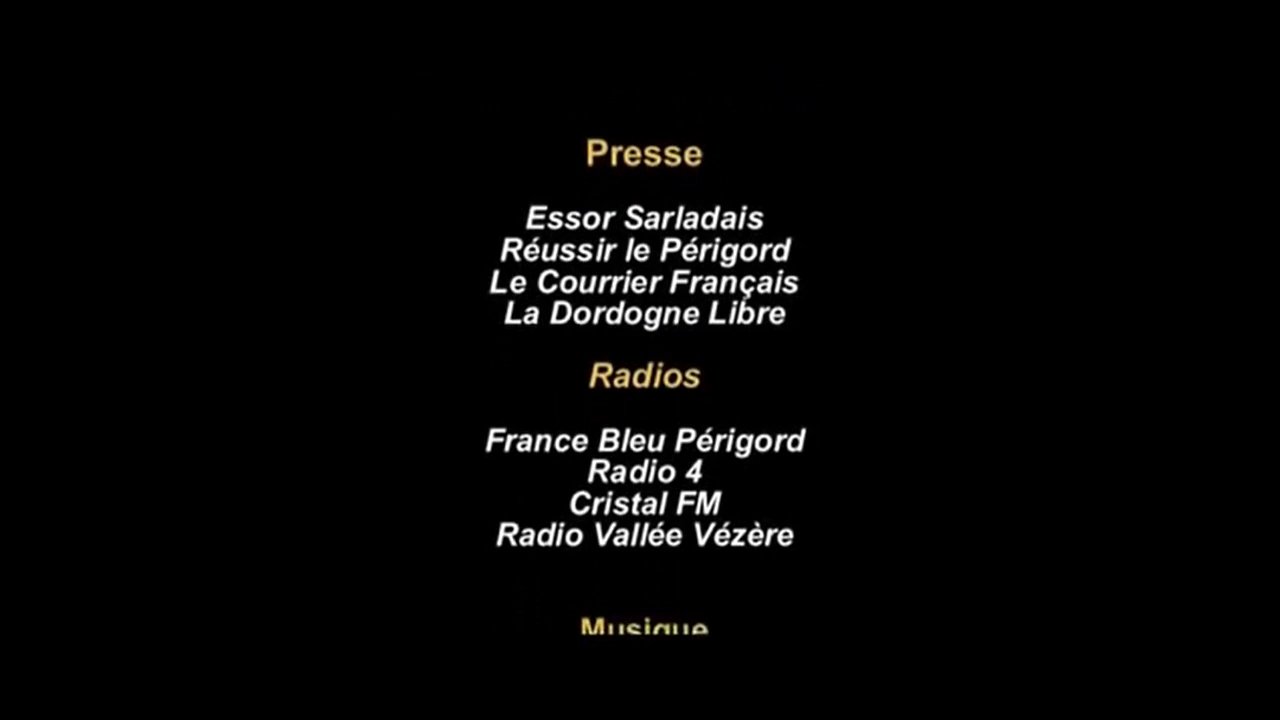 Presse
Essor Sarladais
Réussir le Périgord
Le Courrier Français
La Dordogne Libre
Radios
France Bleu Périgord
Radio 4
Cristal FM
Radio Vallée Vézère
Musique